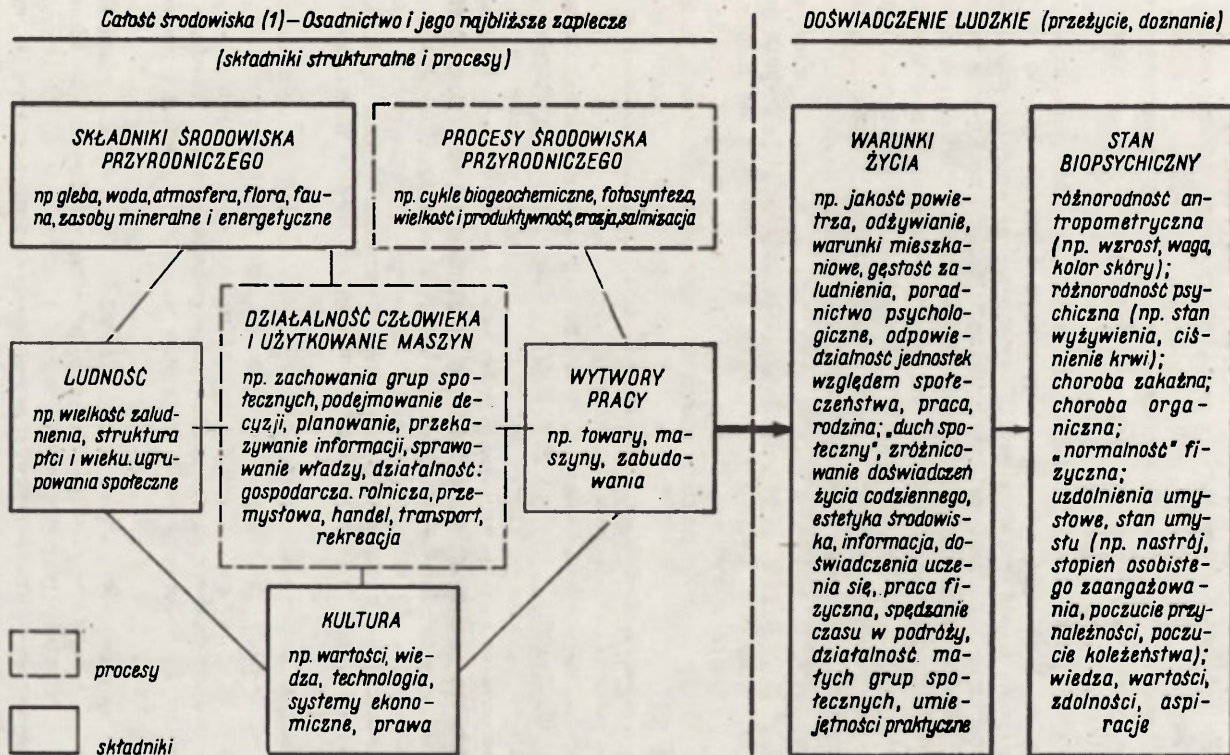 Całość środowiska (1) – Osadnictwo i jego najbliższe zaplecze
(składniki strukturalne i procesy)
DOŚWIADCZENIE LUDZKIE (przeżycie, doznanie)
SKŁADNIKI ŚRODOWISKA
PRZYRODNICZEGO
np gleba, woda, atmosfera, flora, fau-
na, zasoby mineralne i energetyczne
PROCESY ŚRODOWISKA
PRZYRODNICZEGO
np. cykle biogeochemiczne, fotosynteza,
wielkość i produktywność, erozja, salmizacja
LUDNOŚĆ
np. wielkość zalud-
nienia, struktura
płci i wieku. ugru-
powania społeczne
DZIAŁALNOŚĆ CZŁOWIEKA
I UŻYTKOWANIE MASZYN
np. zachowania grup spo-
łecznych, podejmowanie de-
cyzji, planowanie, przeka-
zywanie informacji, sprawo-
wanie władzy, działalność:
gospodarcza. rolnicza, prze-
mysłowa, handel, transport,
rekreacja
WYTWORY
PRACY
np. towary, ma-
szyny, zabudo-
wania
KULTURA
np. wartości, wie-
dza, technologia,
systemy ekono-
miczne, prawa
procesy
składniki
WARUNKI
ŻYCIA
np. jakość powie-
trza, odżywianie,
warunki mieszka-
niowe, gęstość za-
ludnienia, porad-
nictwo psycholo-
giczne, odpowie-
dzialność jednostek
względem społe-
czeństwa, praca,
rodzina; „duch spo-
łeczny", zróżnico-
wanie doświadczeń
życia codziennego,
estetyka środowis-
ka, informacja, do-
świadczenia ucze-
nia się, praca fi-
zyczna, spędzanie
czasu w podróży,
działalność ma-
łych grup spo-
łecznych, umie-
jętności praktyczne
STAN
BIOPSYCHICZNY
różnorodność an-
tropometryczna
(np. wzrost, waga,
kolor skóry);
różnorodność psy-
chiczna (np. stan
wyżywienia, ciś-
nienie krwi);
choroba zakaźna;
choroba orga-
niczna;
„normalność" fi-
zyczna;
uzdolnienia umy-
słowe, stan umy-
słu (np. nastrój,
stopień osobiste-
go zaangażowa-
nia, poczucie przy-
należności, poczu-
cie koleżeństwa);
wiedza, wartości,
zdolności, aspi-
racje